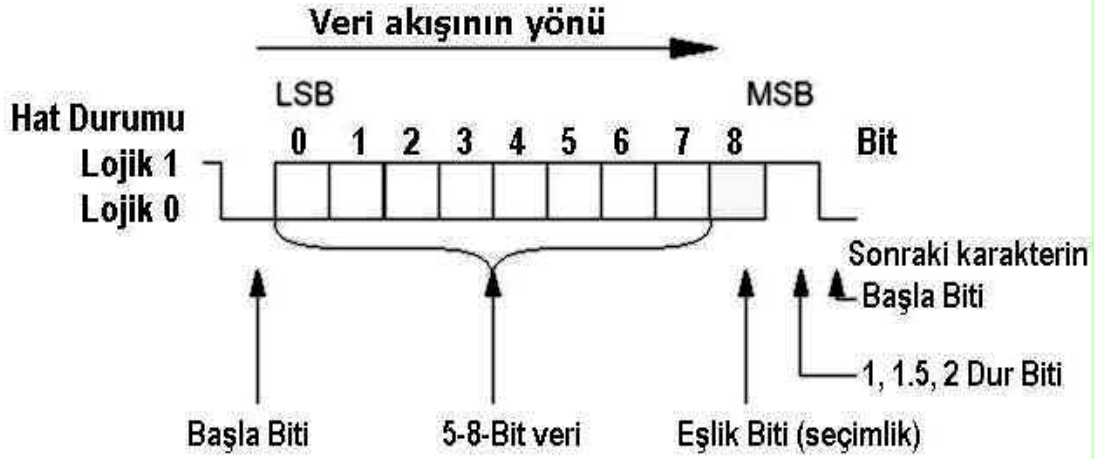 Veri akışının yönü
LSB MSB
Hat Durumu 0 1 2 3 4 5 6 7 8 Bit
Lojik 1
Lojik 0
Sonraki karakterin
Başla Biti
1, 1.5, 2 Dur Biti
Başla Biti 5-8-Bit veri Eşlik Biti (seçimlik)